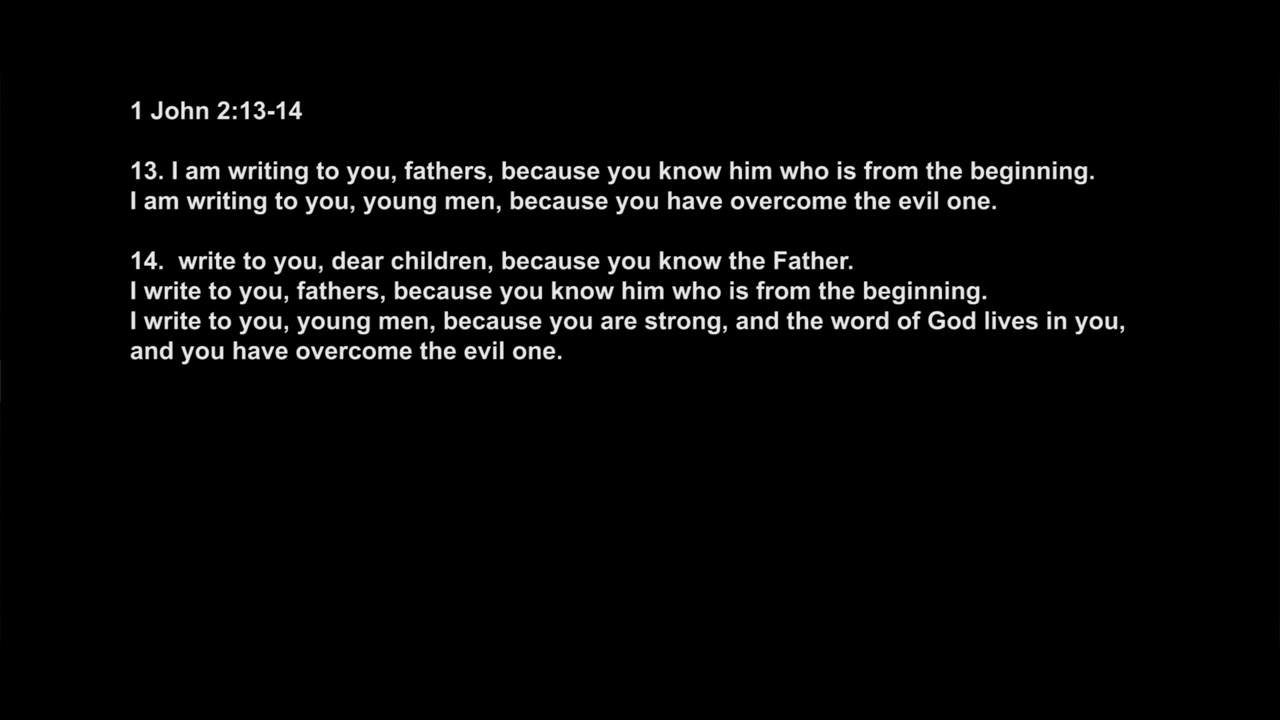 1 John 2:13-14
13. I am writing to you, fathers, because you know him who is from the beginning.
I am writing to you, young men, because you have overcome the evil one.
14.  write to you, dear children, because you know the Father.
I write to you, fathers, because you know him who is from the beginning.
I write to you, young men, because you are strong, and the word of God lives in you,
and you have overcome the evil one.